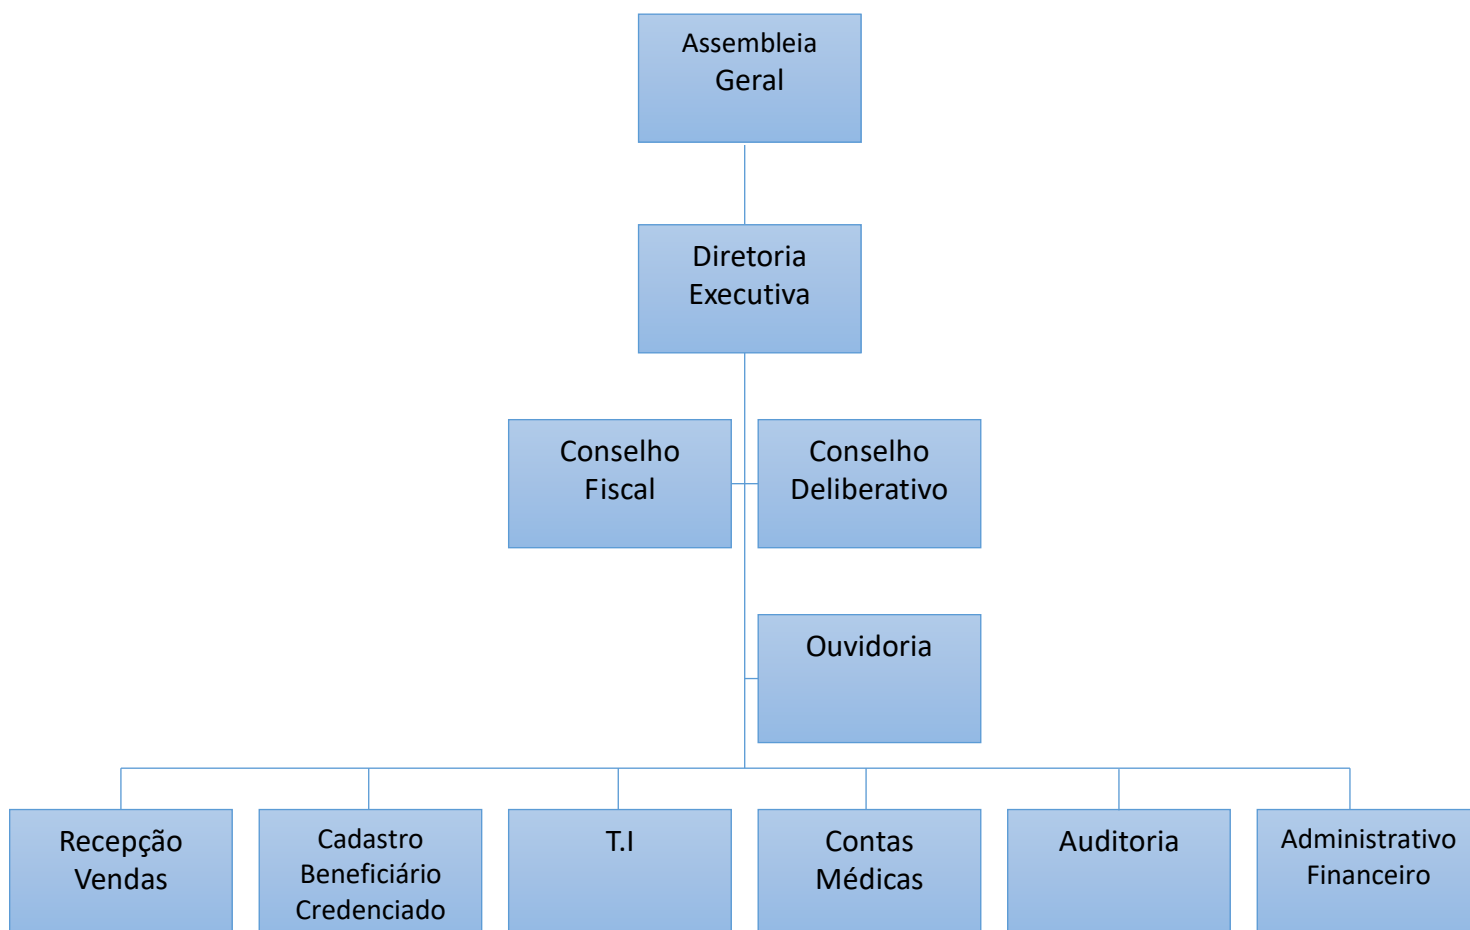 Assembleia
Geral
Diretoria
Executiva
Conselho
Fiscal
Conselho
Deliberativo
Ouvidoria
Recepção
Vendas
Cadastro
Beneficiário
Credenciado
T.I
Contas
Médicas
Auditoria
Administrativo
Financeiro